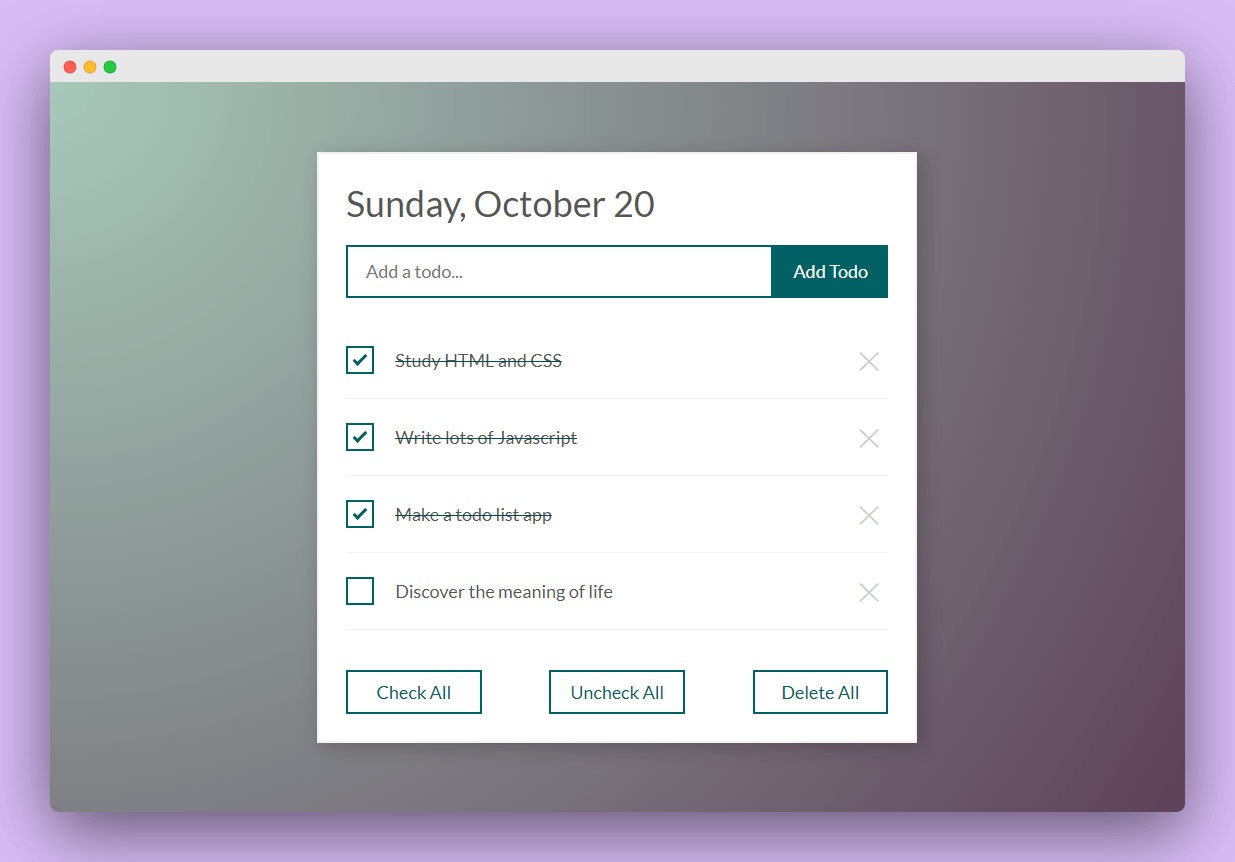 Sunday, October 20
Add a todo...
Add Todo
Study HTML and CSS
Write lots of Javascript
Make a todo list app
Discover the meaning of life
Check All
Uncheck All
Delete All